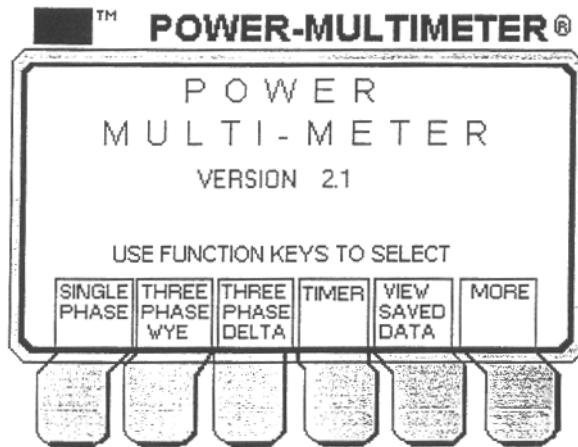 ™ POWER-MULTIMETER®
POWER
MULTI-METER
VERSION 2.1
USE FUNCTION KEYS TO SELECT
SINGLE PHASE
THREE PHASE WYE
THREE PHASE DELTA
TIMER
VIEW SAVED DATA
MORE